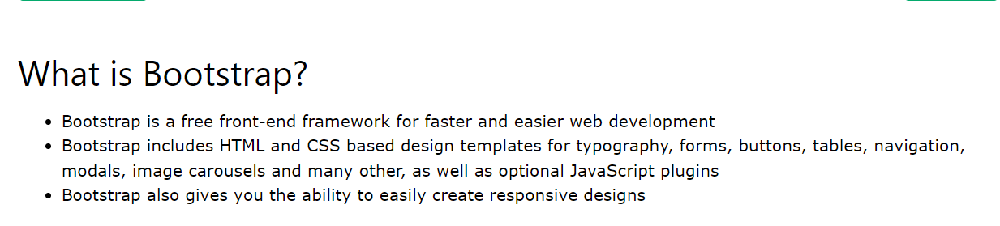 What is Bootstrap?
• Bootstrap is a free front-end framework for faster and easier web development
• Bootstrap includes HTML and CSS based design templates for typography, forms, buttons, tables, navigation,
modals, image carousels and many other, as well as optional JavaScript plugins
• Bootstrap also gives you the ability to easily create responsive designs